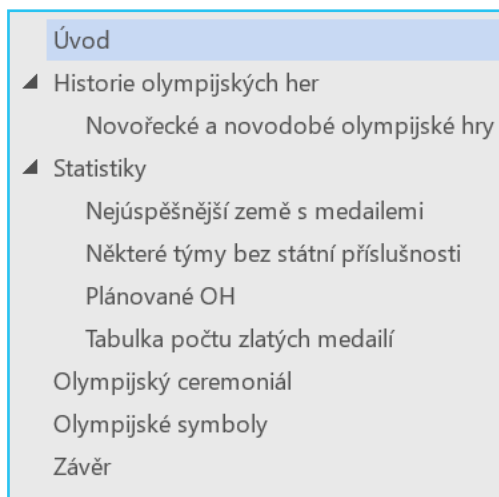 Úvod
Historie olympijských her
Novořecké a novodobé olympijské hry
Statistiky
Nejúspěšnější země s medailemi
Některé týmy bez státní příslušnosti
Plánované OH
Tabulka počtu zlatých medailí
Olympijský ceremoniál
Olympijské symboly
Závěr